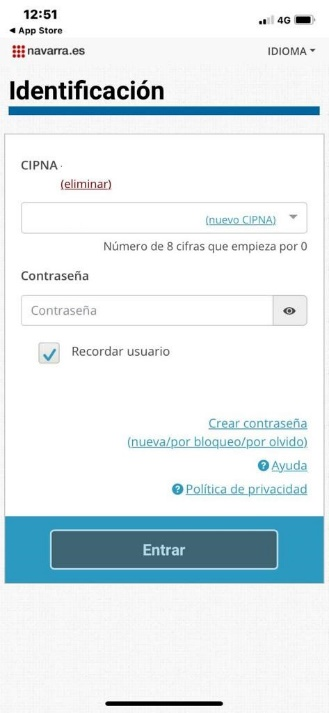 12:51
4G
◀ App Store
navarra.es
IDIOMA
Identificación
CIPNA
(eliminar)
(nuevo CIPNA)
Número de 8 cifras que empieza por 0
Contraseña
Contraseña
Recordar usuario
Crear contraseña
(nueva/por bloqueo/por olvido)
? Ayuda
? Política de privacidad
Entrar